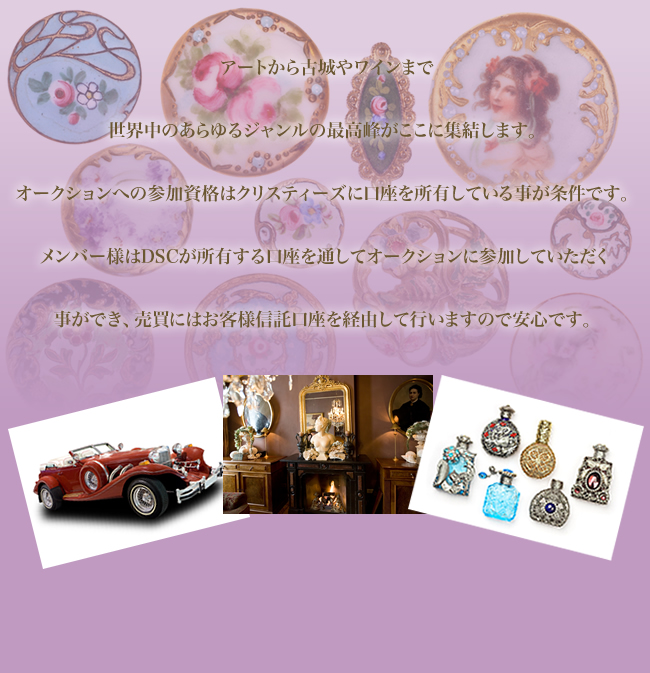 アートから古城やワインまで
世界中のあらゆるジャンルの最高峰がここに集結します。
オークションへの参加資格はクリスティーズに口座を所有している事が条件です。
メンバー様はDSCが所有する口座を通してオークションに参加していただく
事ができ、売買にはお客様信託口座を経由して行いますので安心です。